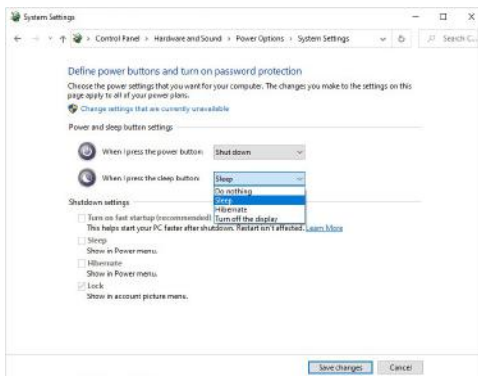 System Settings
Control Panel > Hardware and Sound > Power Options > System Settings
Search C...
Define power buttons and turn on password protection
Choose the power settings that you want for your computer. The changes you make to the settings on this
page apply to all of your power plans.
Change settings that are currently unavailable
Power and sleep button settings
When I press the power button: Shut down
When I press the sleep button: Sleep
Do nothing
Sleep
Hibernate
Turn off the display
Shutdown settings
Turn on fast startup (recommended)
This helps start your PC faster after shutdown. Restart isn't affected. Learn More
Sleep
Show in Power menu.
Hibernate
Show in Power menu.
Lock
Show in account picture menu.
Save changes Cancel